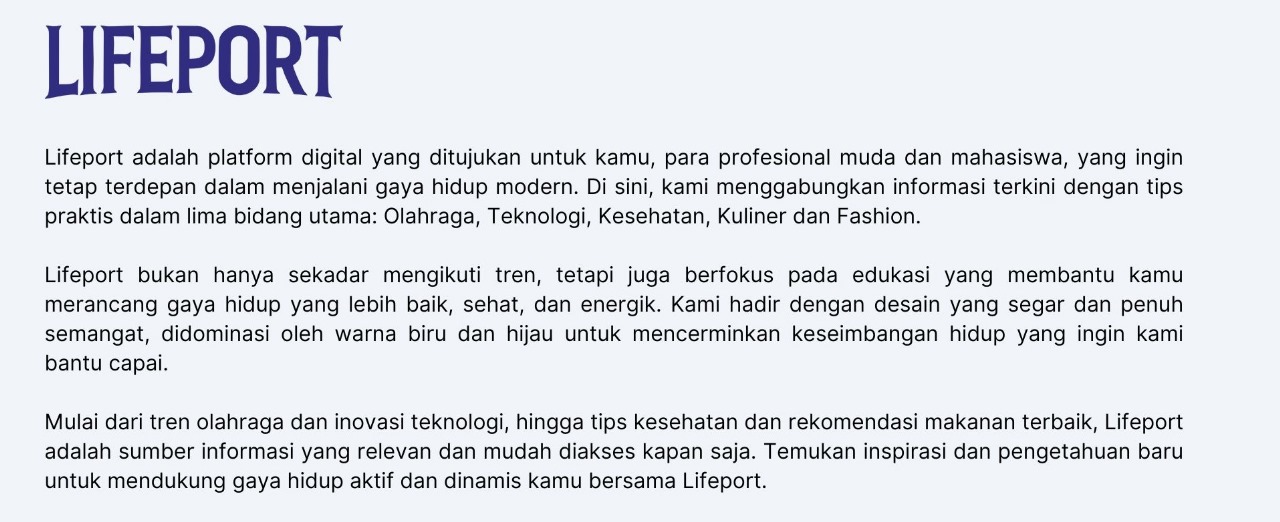 LIFEPORT
Lifeport adalah platform digital yang ditujukan untuk kamu, para profesional muda dan mahasiswa, yang ingin
tetap terdepan dalam menjalani gaya hidup modern. Di sini, kami menggabungkan informasi terkini dengan tips
praktis dalam lima bidang utama: Olahraga, Teknologi, Kesehatan, Kuliner dan Fashion.
Lifeport bukan hanya sekadar mengikuti tren, tetapi juga berfokus pada edukasi yang membantu kamu
merancang gaya hidup yang lebih baik, sehat, dan energik. Kami hadir dengan desain yang segar dan penuh
semangat, didominasi oleh warna biru dan hijau untuk mencerminkan keseimbangan hidup yang ingin kami
bantu capai.
Mulai dari tren olahraga dan inovasi teknologi, hingga tips kesehatan dan rekomendasi makanan terbaik, Lifeport
adalah sumber informasi yang relevan dan mudah diakses kapan saja. Temukan inspirasi dan pengetahuan baru
untuk mendukung gaya hidup aktif dan dinamis kamu bersama Lifeport.